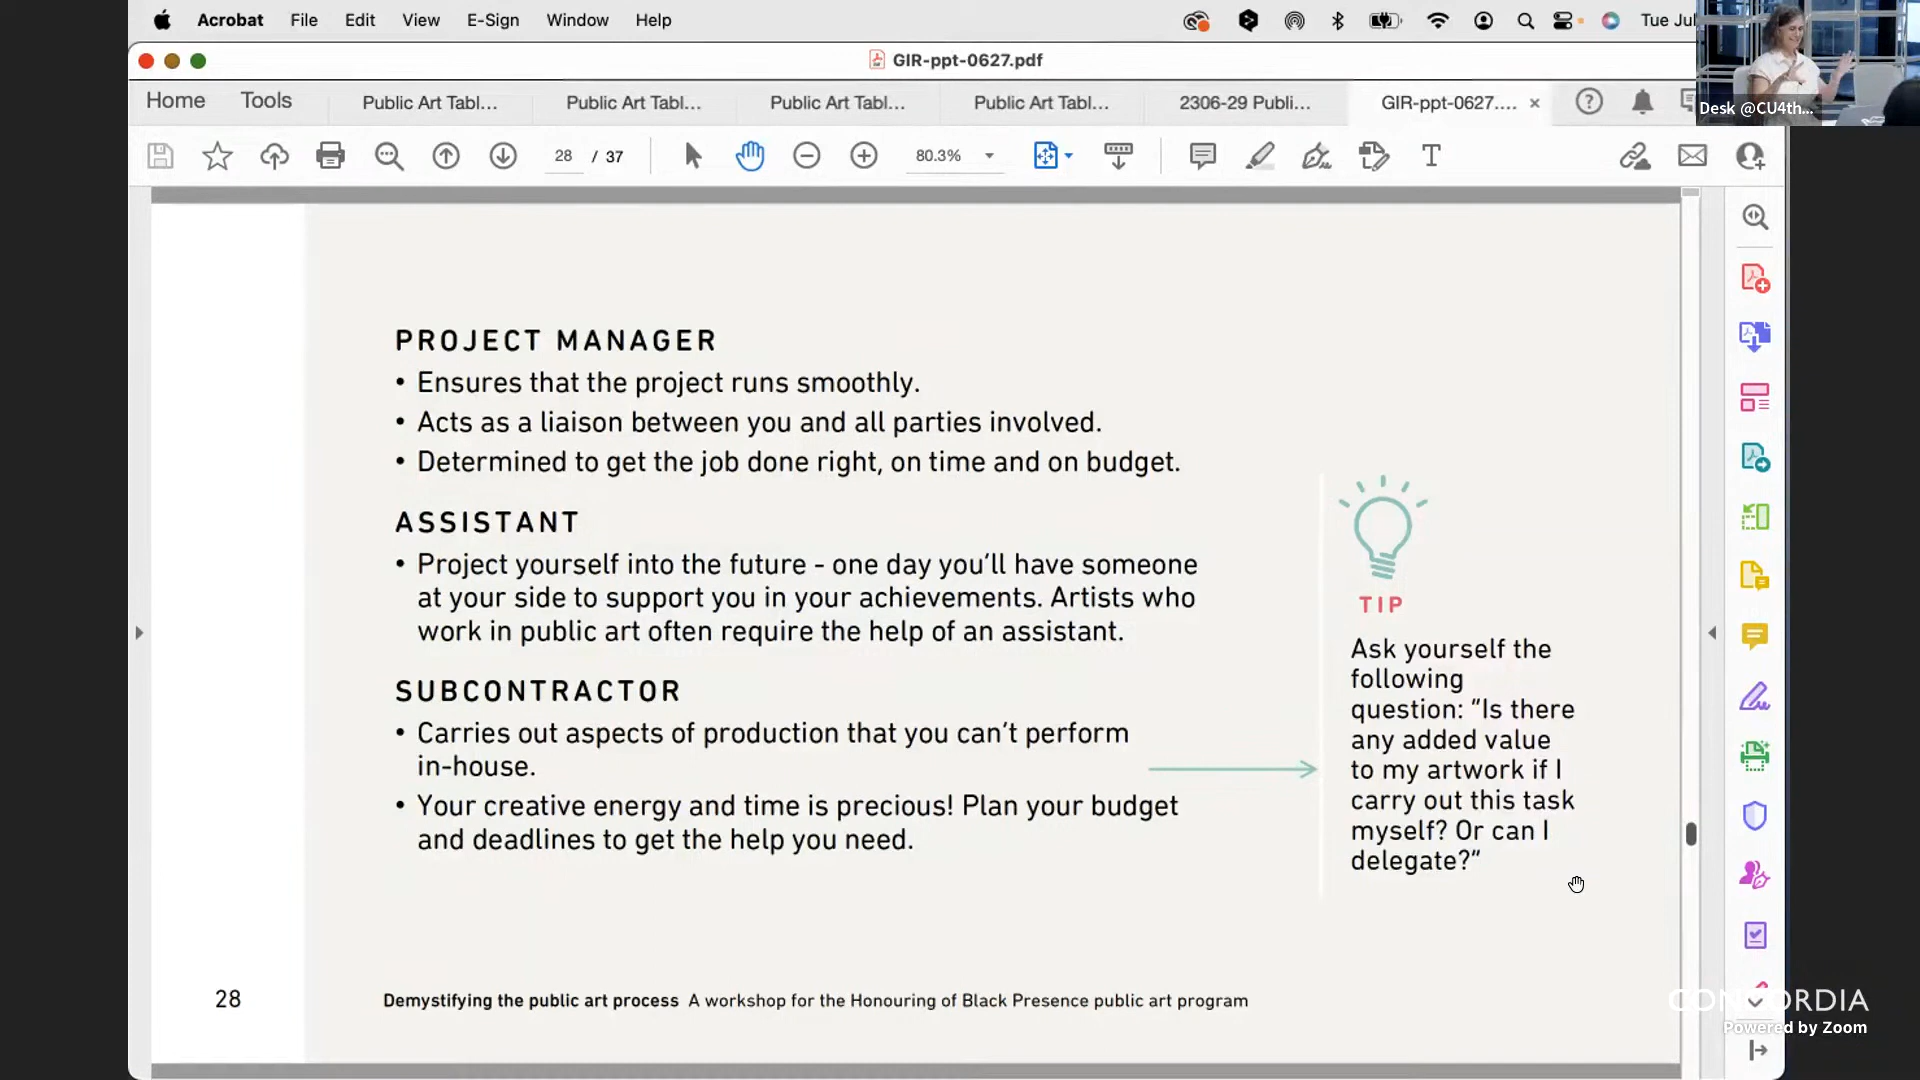 Acrobat File Edit View E-Sign Window Help
Tue Jul
GIR-ppt-0627.pdf
Desk @CU4th...
Home Tools Public Art Tabl... Public Art Tabl... Public Art Tabl... Public Art Tabl... 2306-29 Publi... GIR-ppt-0627....
28 / 37
80.3%
PROJECT MANAGER
• Ensures that the project runs smoothly.
• Acts as a liaison between you and all parties involved.
• Determined to get the job done right, on time and on budget.
ASSISTANT
• Project yourself into the future - one day you’ll have someone
at your side to support you in your achievements. Artists who
work in public art often require the help of an assistant.
SUBCONTRACTOR
• Carries out aspects of production that you can’t perform
in-house.
• Your creative energy and time is precious! Plan your budget
and deadlines to get the help you need.
TIP
Ask yourself the
following
question: “Is there
any added value
to my artwork if I
carry out this task
myself? Or can I
delegate?”
28
Demystifying the public art process A workshop for the Honouring of Black Presence public art program
CONCORDIA
Powered by Zoom